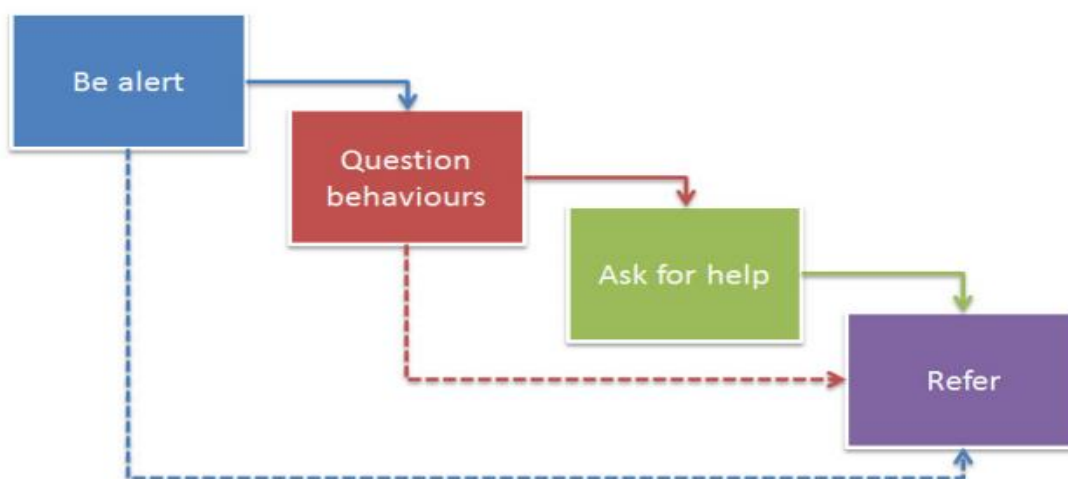 Be alert
Question
behaviours
Ask for help
Refer